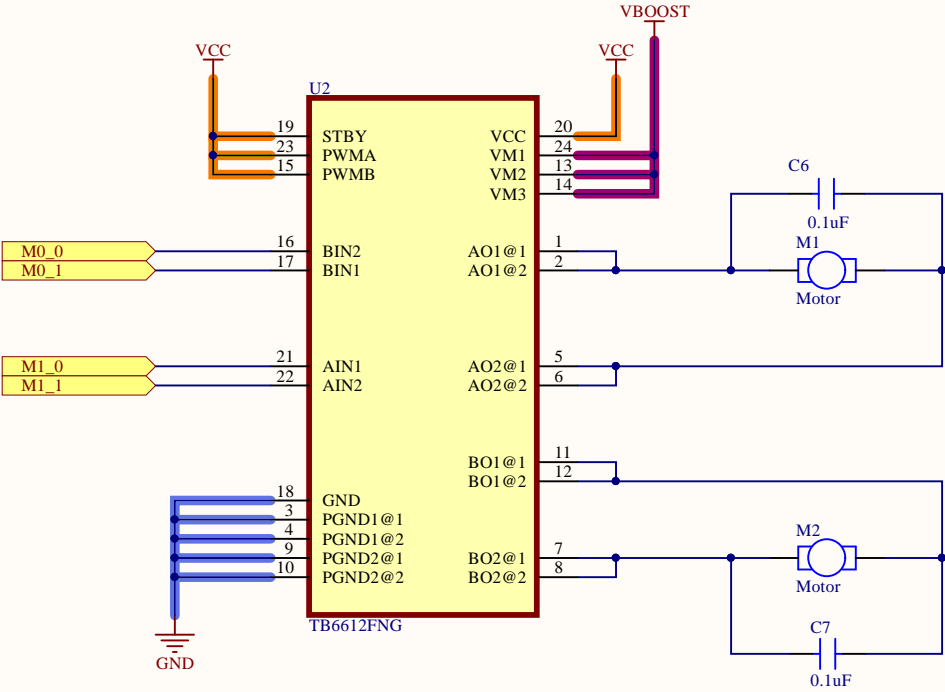 VBOOST
VCC
VCC
U2
19 STBY VCC 20
23 PWMA VM1 24
15 PWMB VM2 13
VM3 14
C6
0.1uF
M0_0 16 BIN2 AO1@1 1
M0_1 17 BIN1 AO1@2 2
M1
Motor
M1_0 21 AIN1 AO2@1 5
M1_1 22 AIN2 AO2@2 6
BO1@1 11
BO1@2 12
18 GND
3 PGND1@1
4 PGND1@2
9 PGND2@1 BO2@1 7
10 PGND2@2 BO2@2 8
M2
Motor
TB6612FNG
GND
C7
0.1uF